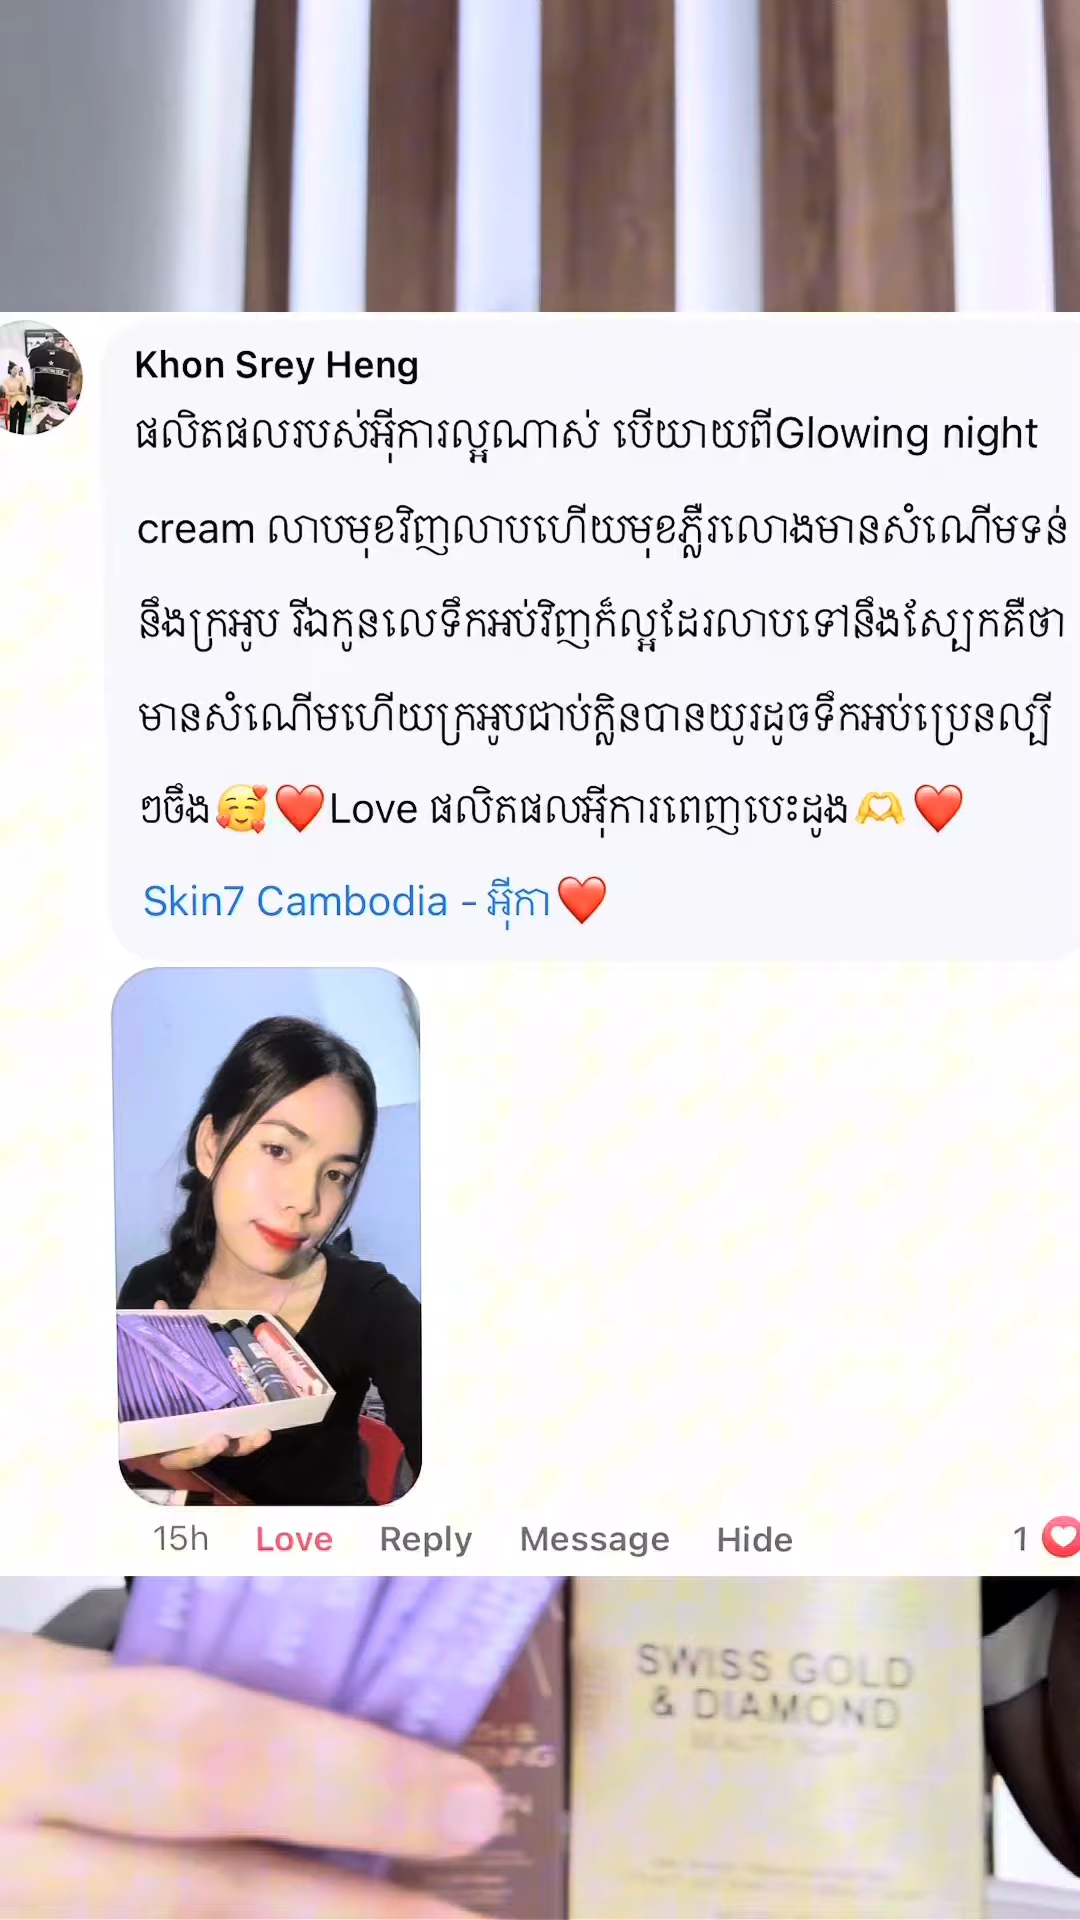 Khon Srey Heng
ផលិតផលរបស់អ៊ីការល្អណាស់ បើយាយពីGlowing night
cream លាបមុខវិញលាបហើយមុខភ្លឺរលោងមានសំណើមទន់
នឹងក្រអូប រីឯកូនលេទឹកអប់វិញក៏ល្អដែរលាបទៅនឹងស្បែកគឺថា
មានសំណើមហើយក្រអូបជាប់ក្លិនបានយូរដូចទឹកអប់ប្រេនល្បី
ៗចឹង🥰❤️Love ផលិតផលអ៊ីការពេញបេះដូង🫶❤️
Skin7 Cambodia - អ៊ីកា❤️
15h Love Reply Message Hide 1
SWISS GOLD
& DIAMOND
BEAUTY SOAP